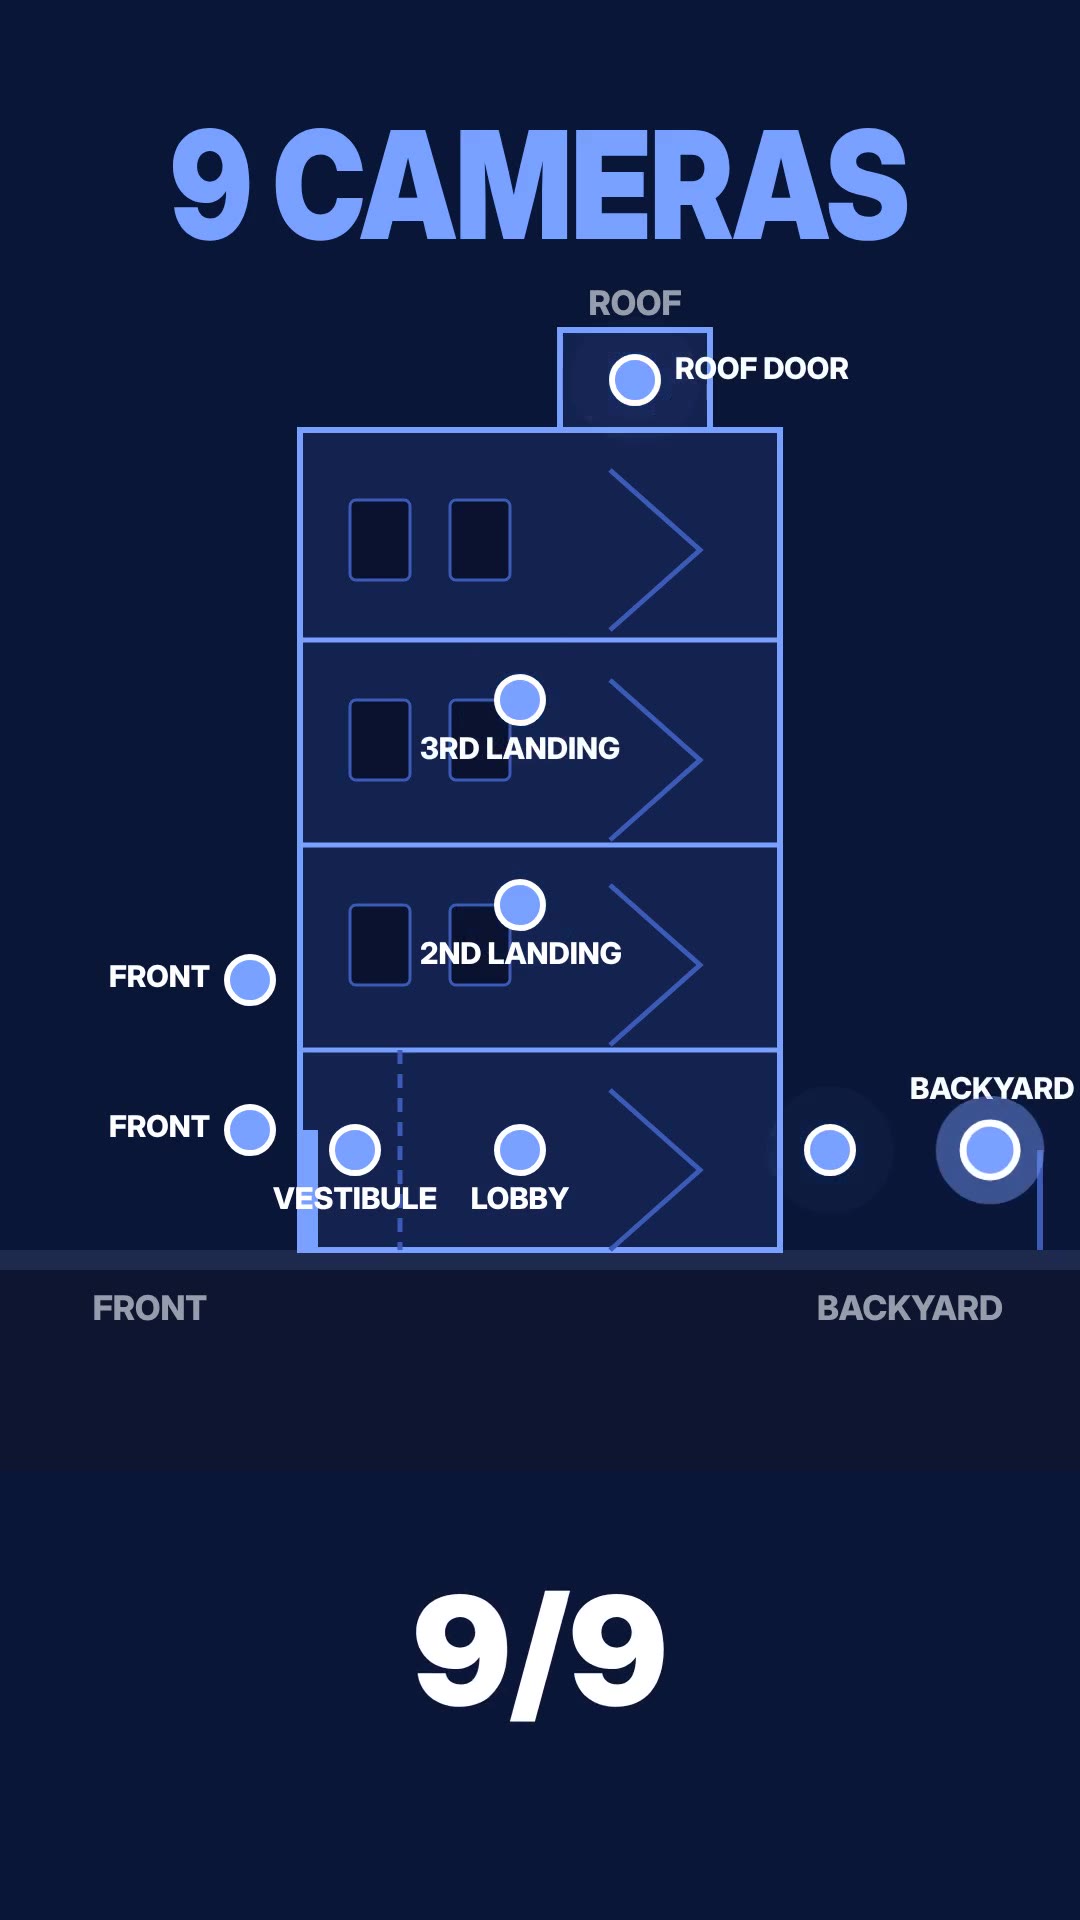 9 CAMERAS
ROOF
ROOF DOOR
3RD LANDING
2ND LANDING
FRONT
BACKYARD
FRONT
VESTIBULE
LOBBY
FRONT
BACKYARD
9/9